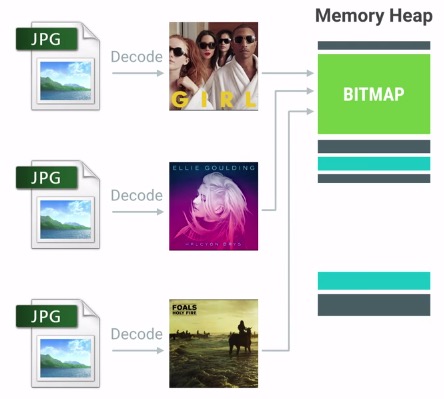 Memory Heap
JPG
Decode
GIRL
BITMAP
JPG
Decode
ELLIE GOULDING
HALCYON DAYS
JPG
Decode
FOALS
HOLY FIRE